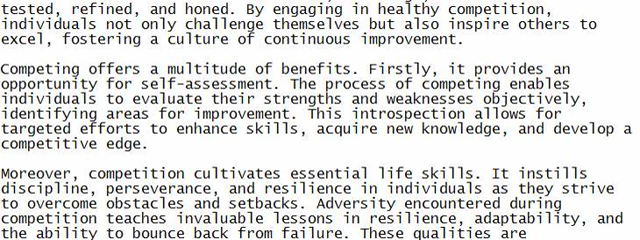 tested, refined, and honed. By engaging in healthy competition,
individuals not only challenge themselves but also inspire others to
excel, fostering a culture of continuous improvement.
Competing offers a multitude of benefits. Firstly, it provides an
opportunity for self-assessment. The process of competing enables
individuals to evaluate their strengths and weaknesses objectively,
identifying areas for improvement. This introspection allows for
targeted efforts to enhance skills, acquire new knowledge, and develop a
competitive edge.
Moreover, competition cultivates essential life skills. It instills
discipline, perseverance, and resilience in individuals as they strive
to overcome obstacles and setbacks. Adversity encountered during
competition teaches invaluable lessons in resilience, adaptability, and
the ability to bounce back from failure. These qualities are